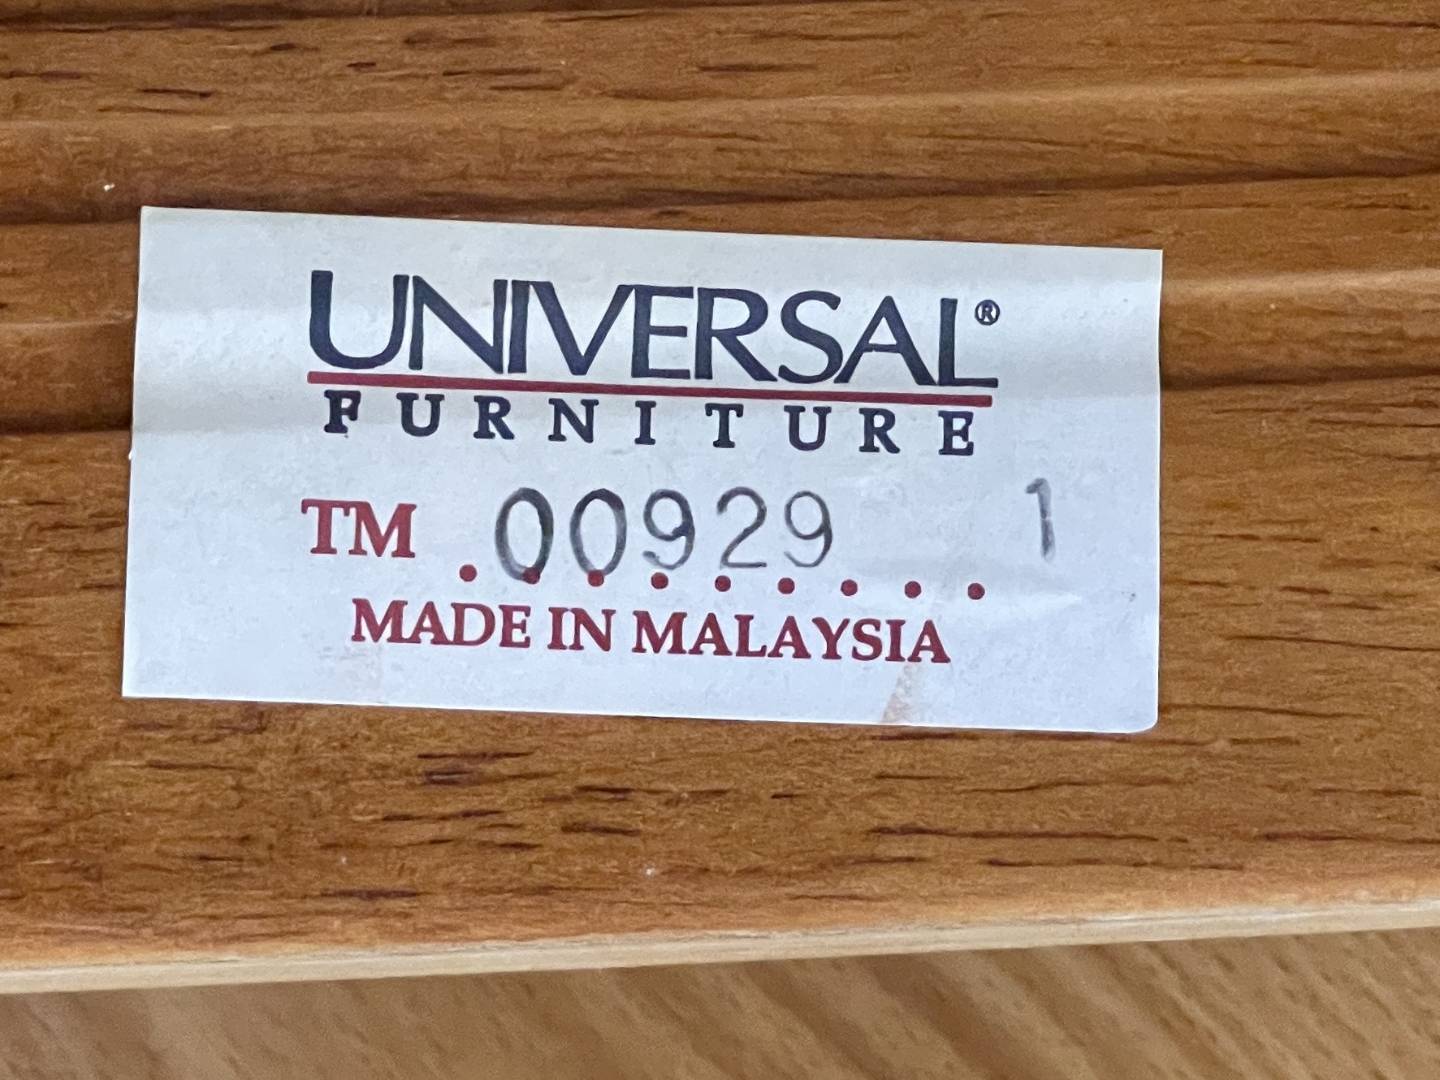 UNIVERSAL®
FURNITURE
TM 00929 1
.........
MADE IN MALAYSIA